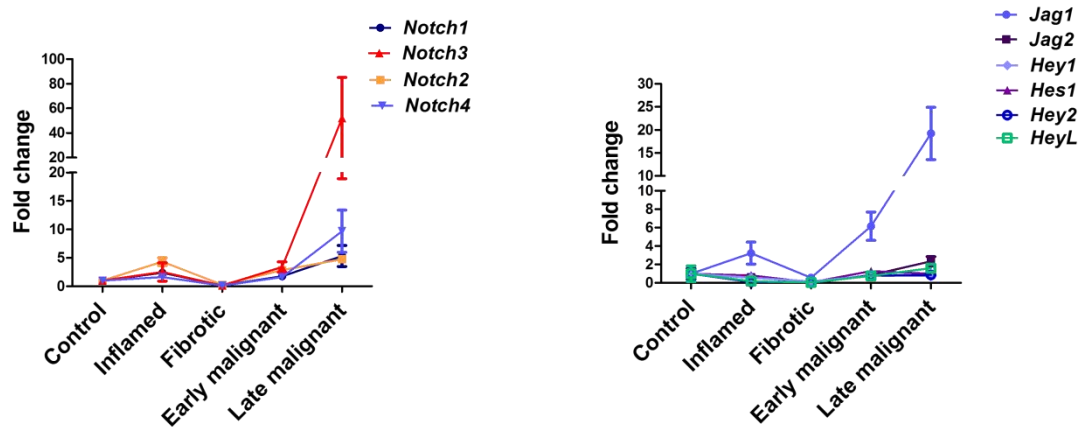 Notch1
Notch3
Notch2
Notch4
Fold change
100
80
60
40
20
20
15
10
5
0
Control
Inflamed
Fibrotic
Early malignant
Late malignant
Jag1
Jag2
Hey1
Hes1
Hey2
HeyL
Fold change
30
25
20
15
10
10
8
6
4
2
0
Control
Inflamed
Fibrotic
Early malignant
Late malignant